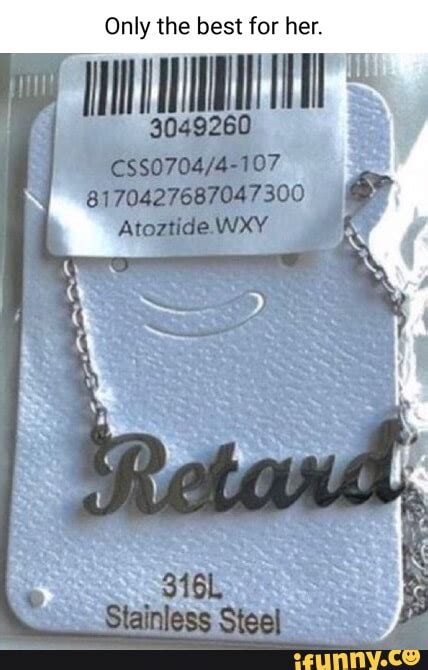 Only the best for her.
3049260
CSS0704/4-107
8170427687047300
Atoztide.WXY
Retard
316L
Stainless Steel
ifunny.co